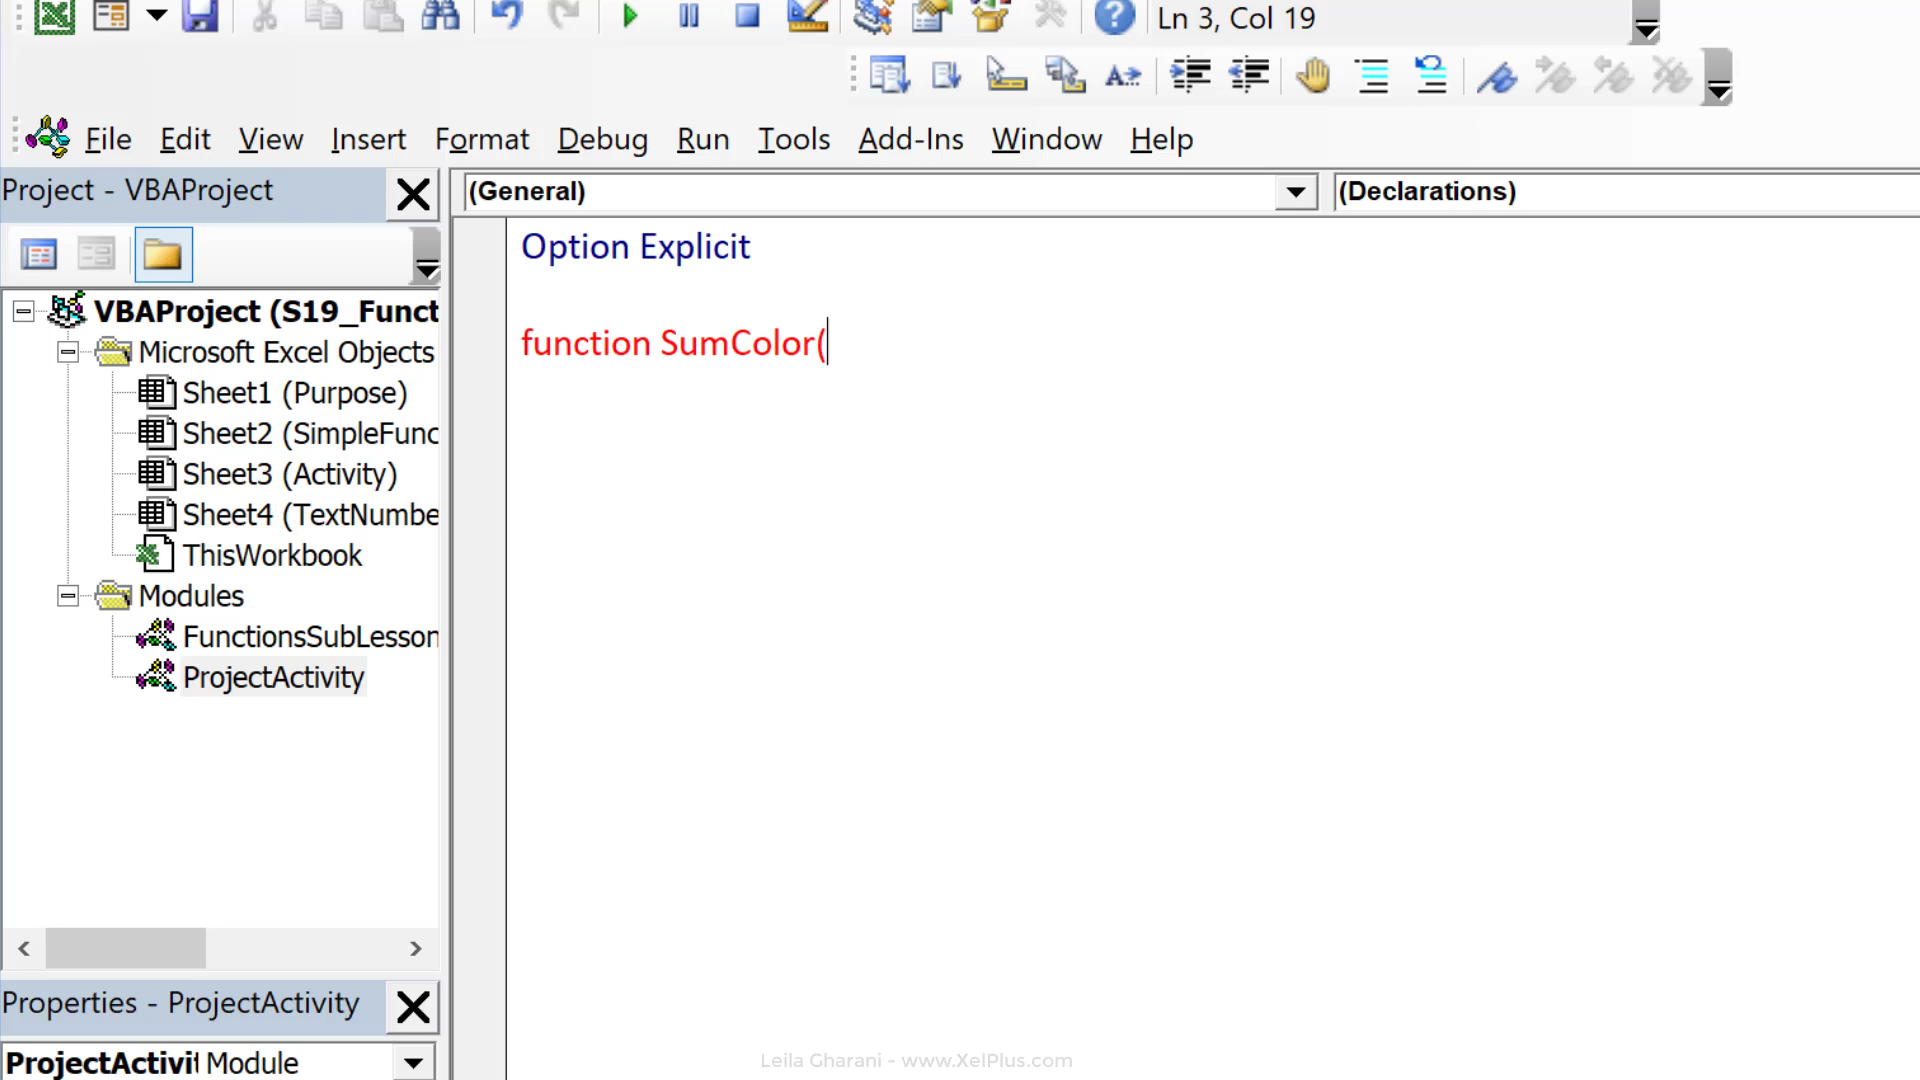 Ln 3, Col 19
File Edit View Insert Format Debug Run Tools Add-Ins Window Help
Project - VBAProject
(General)
(Declarations)
VBAProject (S19_Funct
Microsoft Excel Objects
Sheet1 (Purpose)
Sheet2 (SimpleFunc
Sheet3 (Activity)
Sheet4 (TextNumbe
ThisWorkbook
Modules
FunctionsSubLesson
ProjectActivity
Option Explicit
function SumColor(
Properties - ProjectActivity
ProjectActivit Module
Leila Gharani - www.XelPlus.com